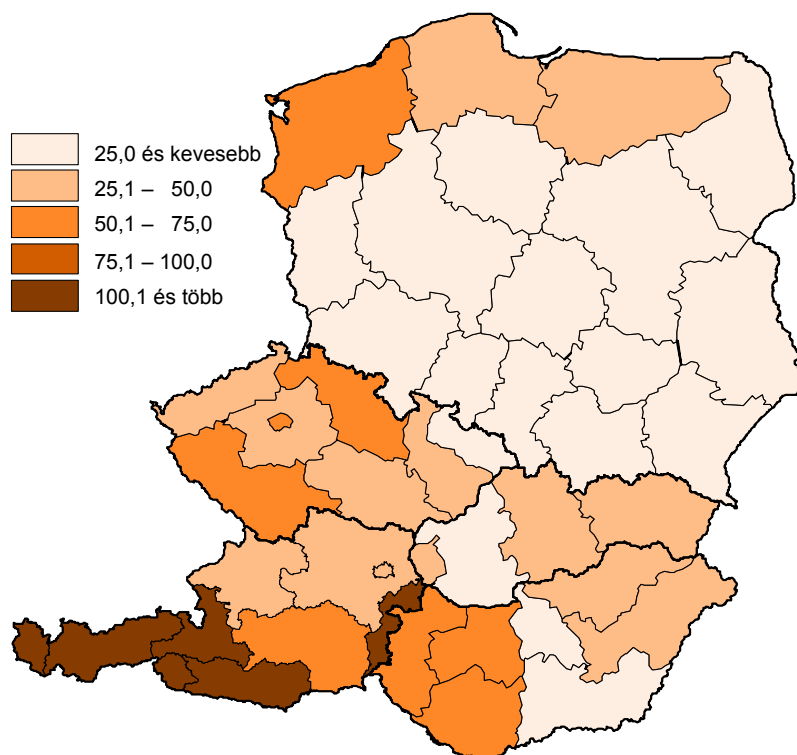 25,0 és kevesebb
25,1 – 50,0
50,1 – 75,0
75,1 – 100,0
100,1 és több